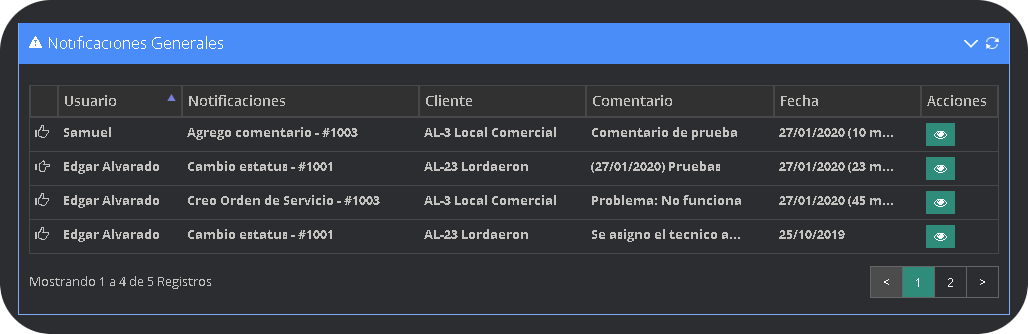 Notificaciones Generales
Usuario Notificaciones Cliente Comentario Fecha Acciones
Samuel Agrego comentario - #1003 AL-3 Local Comercial Comentario de prueba 27/01/2020 (10 m...
Edgar Alvarado Cambio estatus - #1001 AL-23 Lordaeron (27/01/2020) Pruebas 27/01/2020 (23 m...
Edgar Alvarado Creo Orden de Servicio - #1003 AL-3 Local Comercial Problema: No funciona 27/01/2020 (45 m...
Edgar Alvarado Cambio estatus - #1001 AL-23 Lordaeron Se asigno el tecnico a... 25/10/2019
Mostrando 1 a 4 de 5 Registros < 1 2 >